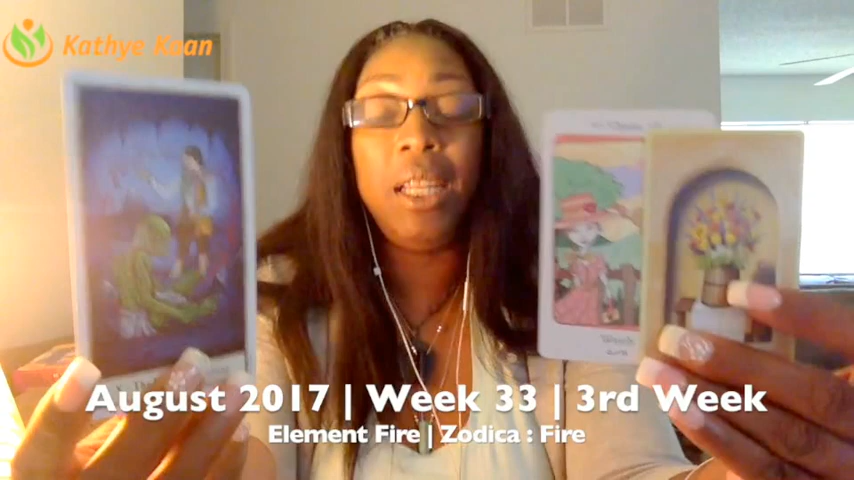 Kathye Kaan
August 2017 | Week 33 | 3rd Week
Element Fire | Zodica : Fire